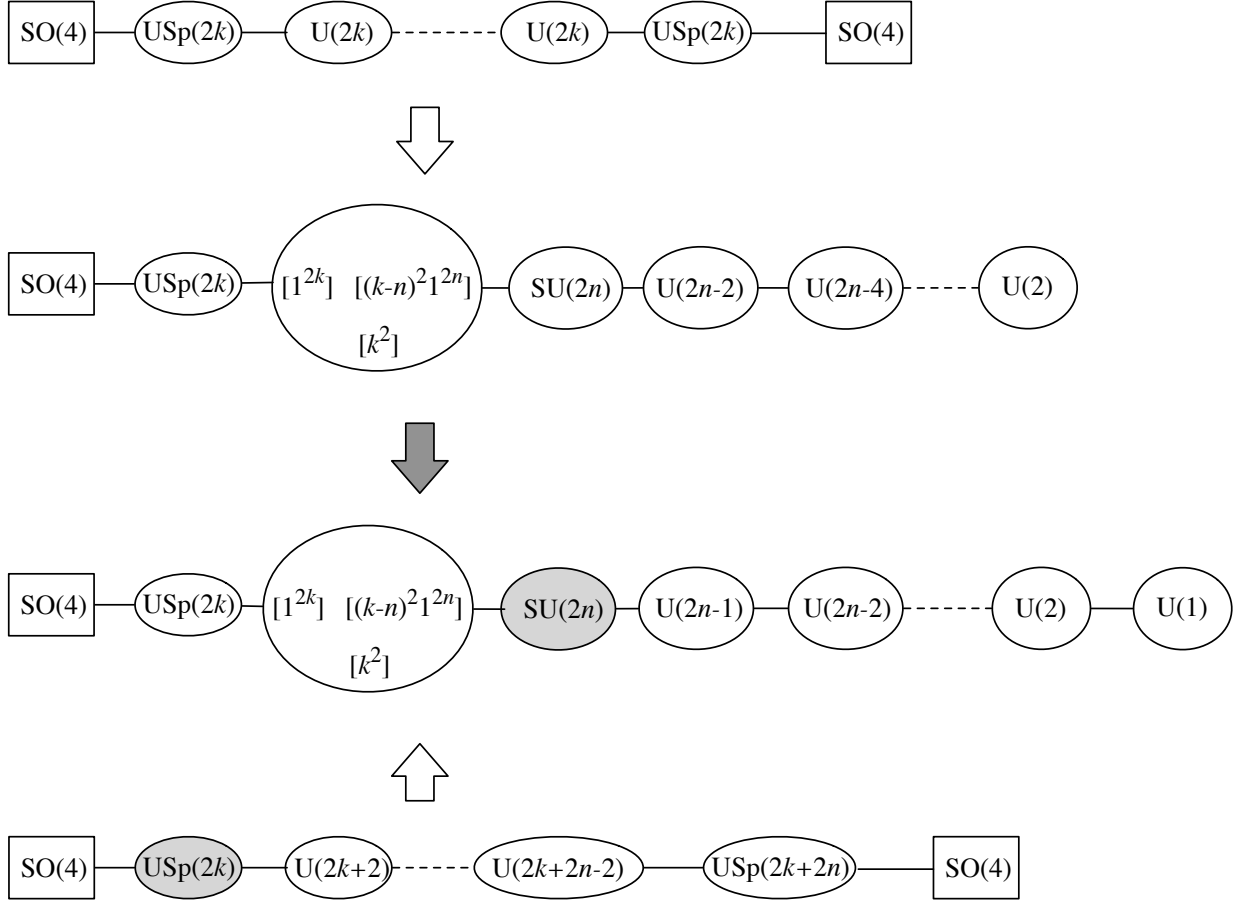 SO(4) USp(2k) U(2k) U(2k) USp(2k) SO(4)
SO(4) USp(2k) [1^{2k}] [(k-n)^2 1^{2n}] SU(2n) U(2n-2) U(2n-4) U(2)
[k^2]
SO(4) USp(2k) [1^{2k}] [(k-n)^2 1^{2n}] SU(2n) U(2n-1) U(2n-2) U(2) U(1)
[k^2]
SO(4) USp(2k) U(2k+2) U(2k+2n-2) USp(2k+2n) SO(4)